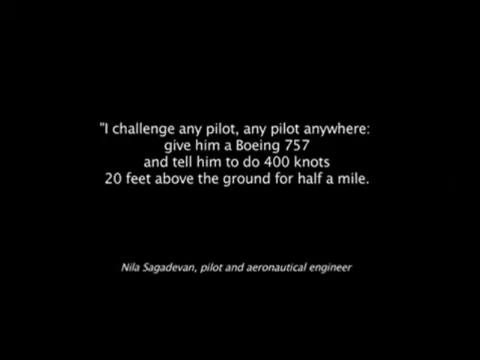 "I challenge any pilot, any pilot anywhere:
give him a Boeing 757
and tell him to do 400 knots
20 feet above the ground for half a mile.
Nila Sagadevan, pilot and aeronautical engineer